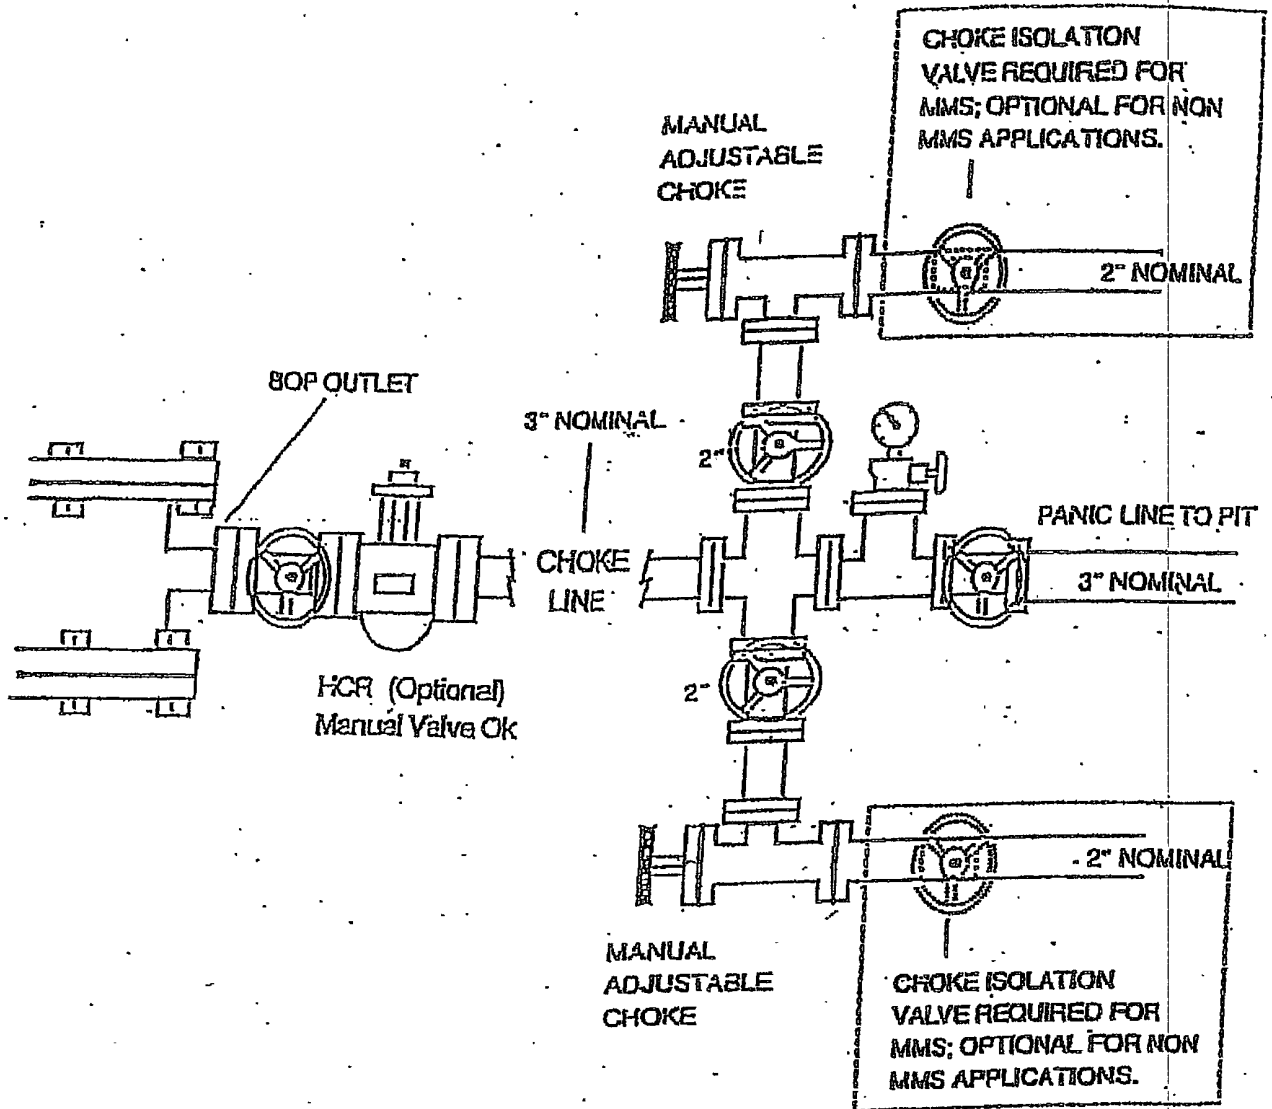 CHOKE ISOLATION
VALVE REQUIRED FOR
MMS; OPTIONAL FOR NON
MMS APPLICATIONS.
MANUAL
ADJUSTABLE
CHOKE
2" NOMINAL
BOP OUTLET
3" NOMINAL
2"
PANIC LINE TO PIT
CHOKE
LINE
3" NOMINAL
HCR (Optional)
Manual Valve Ok
2"
2" NOMINAL
MANUAL
ADJUSTABLE
CHOKE
CHOKE ISOLATION
VALVE REQUIRED FOR
MMS; OPTIONAL FOR NON
MMS APPLICATIONS.